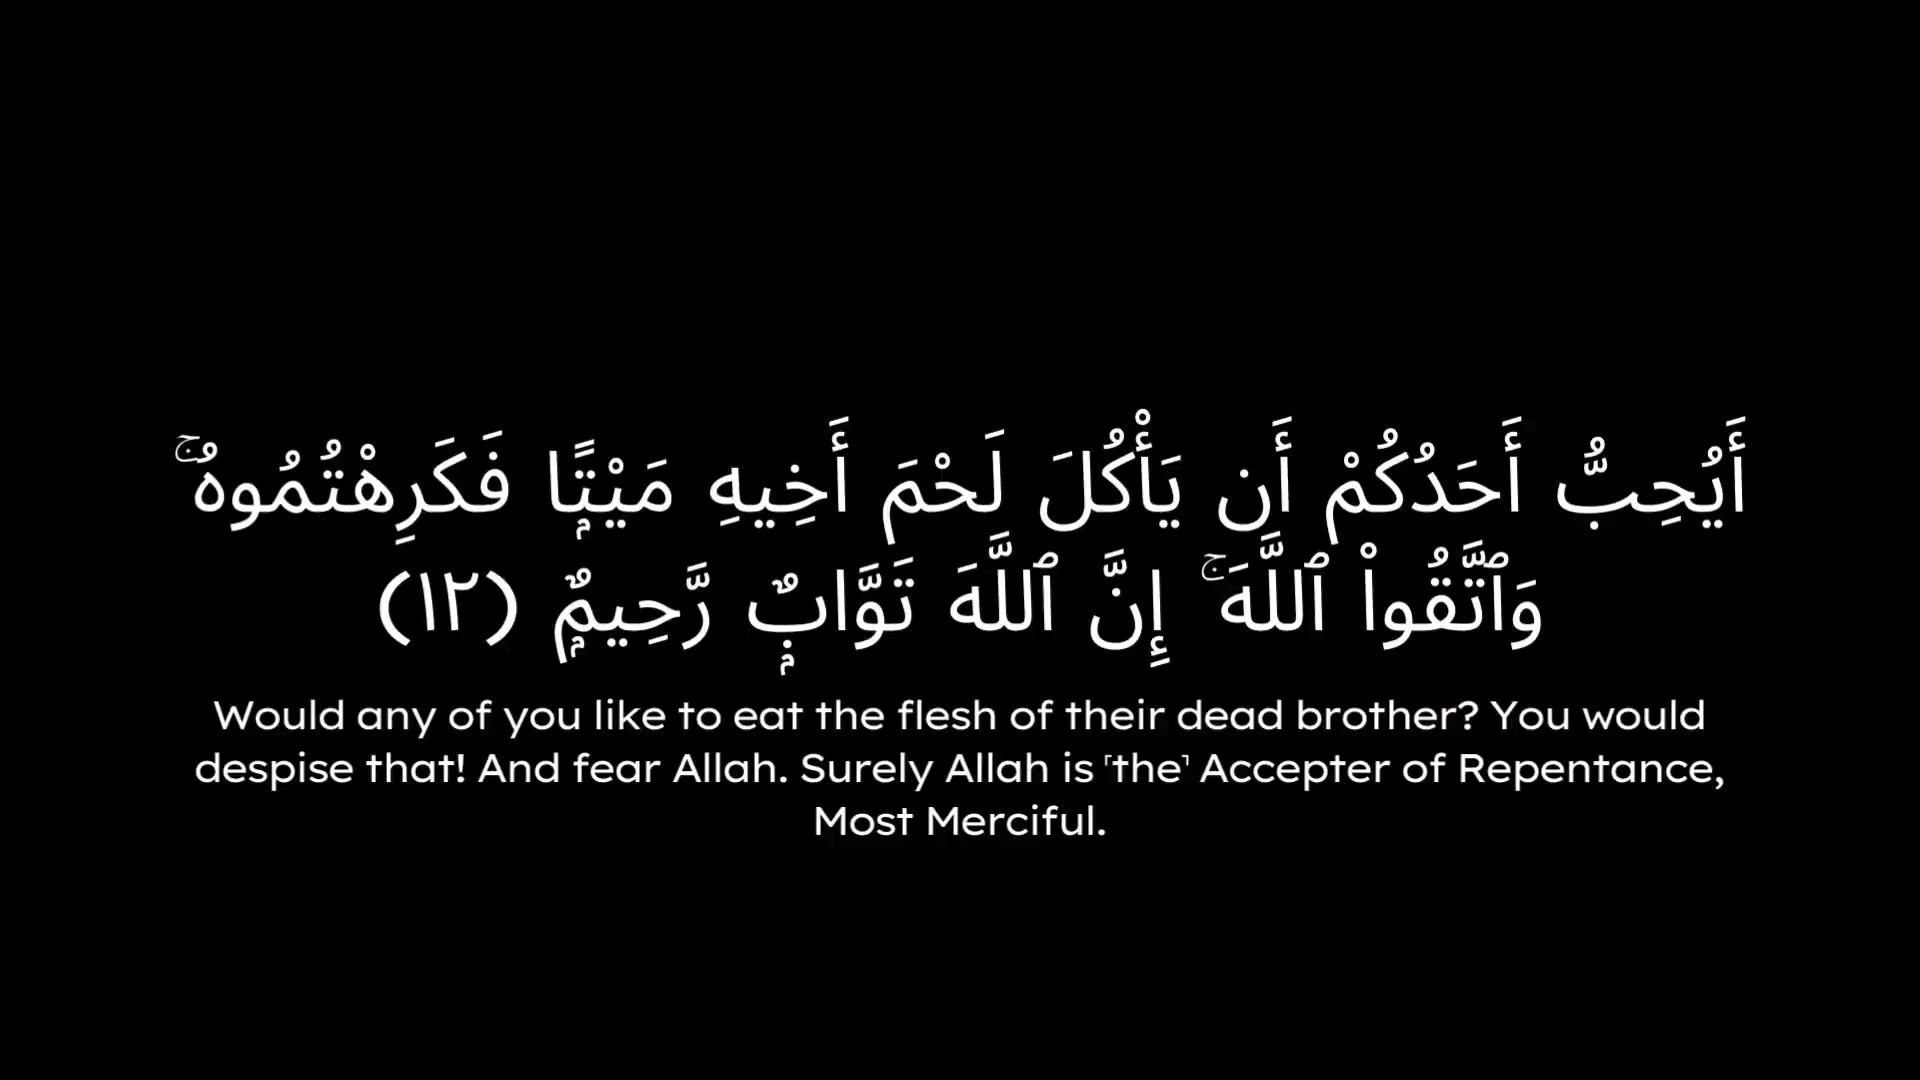 أَيُحِبُّ أَحَدُكُمْ أَن يَأْكُلَ لَحْمَ أَخِيهِ مَيْتًۭا فَكَرِهْتُمُوهُ ۚ
وَٱتَّقُوا۟ ٱللَّهَ ۚ إِنَّ ٱللَّهَ تَوَّابٌۭ رَّحِيمٌۭ (١٢)
Would any of you like to eat the flesh of their dead brother? You would
despise that! And fear Allah. Surely Allah is ˹the˺ Accepter of Repentance,
Most Merciful.